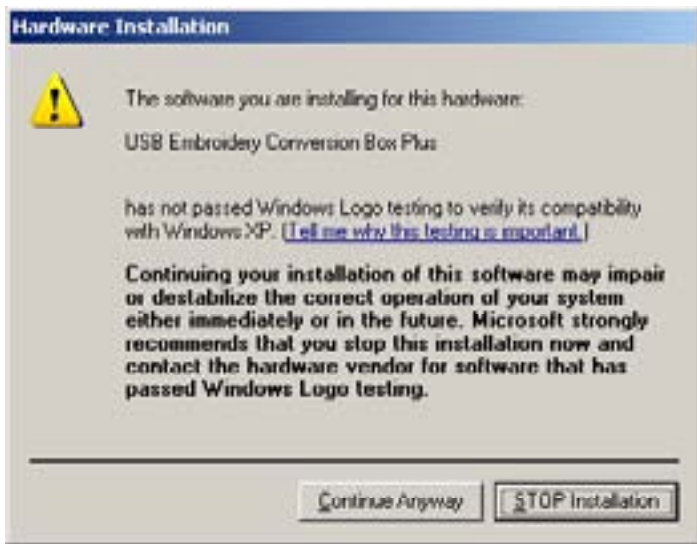 Hardware Installation
The software you are installing for this hardware:
USB Embroidery Conversion Box Plus
has not passed Windows Logo testing to verify its compatibility
with Windows XP. (Tell me why this testing is important.)
Continuing your installation of this software may impair
or destabilize the correct operation of your system
either immediately or in the future. Microsoft strongly
recommends that you stop this installation now and
contact the hardware vendor for software that has
passed Windows Logo testing.
Continue Anyway
STOP Installation